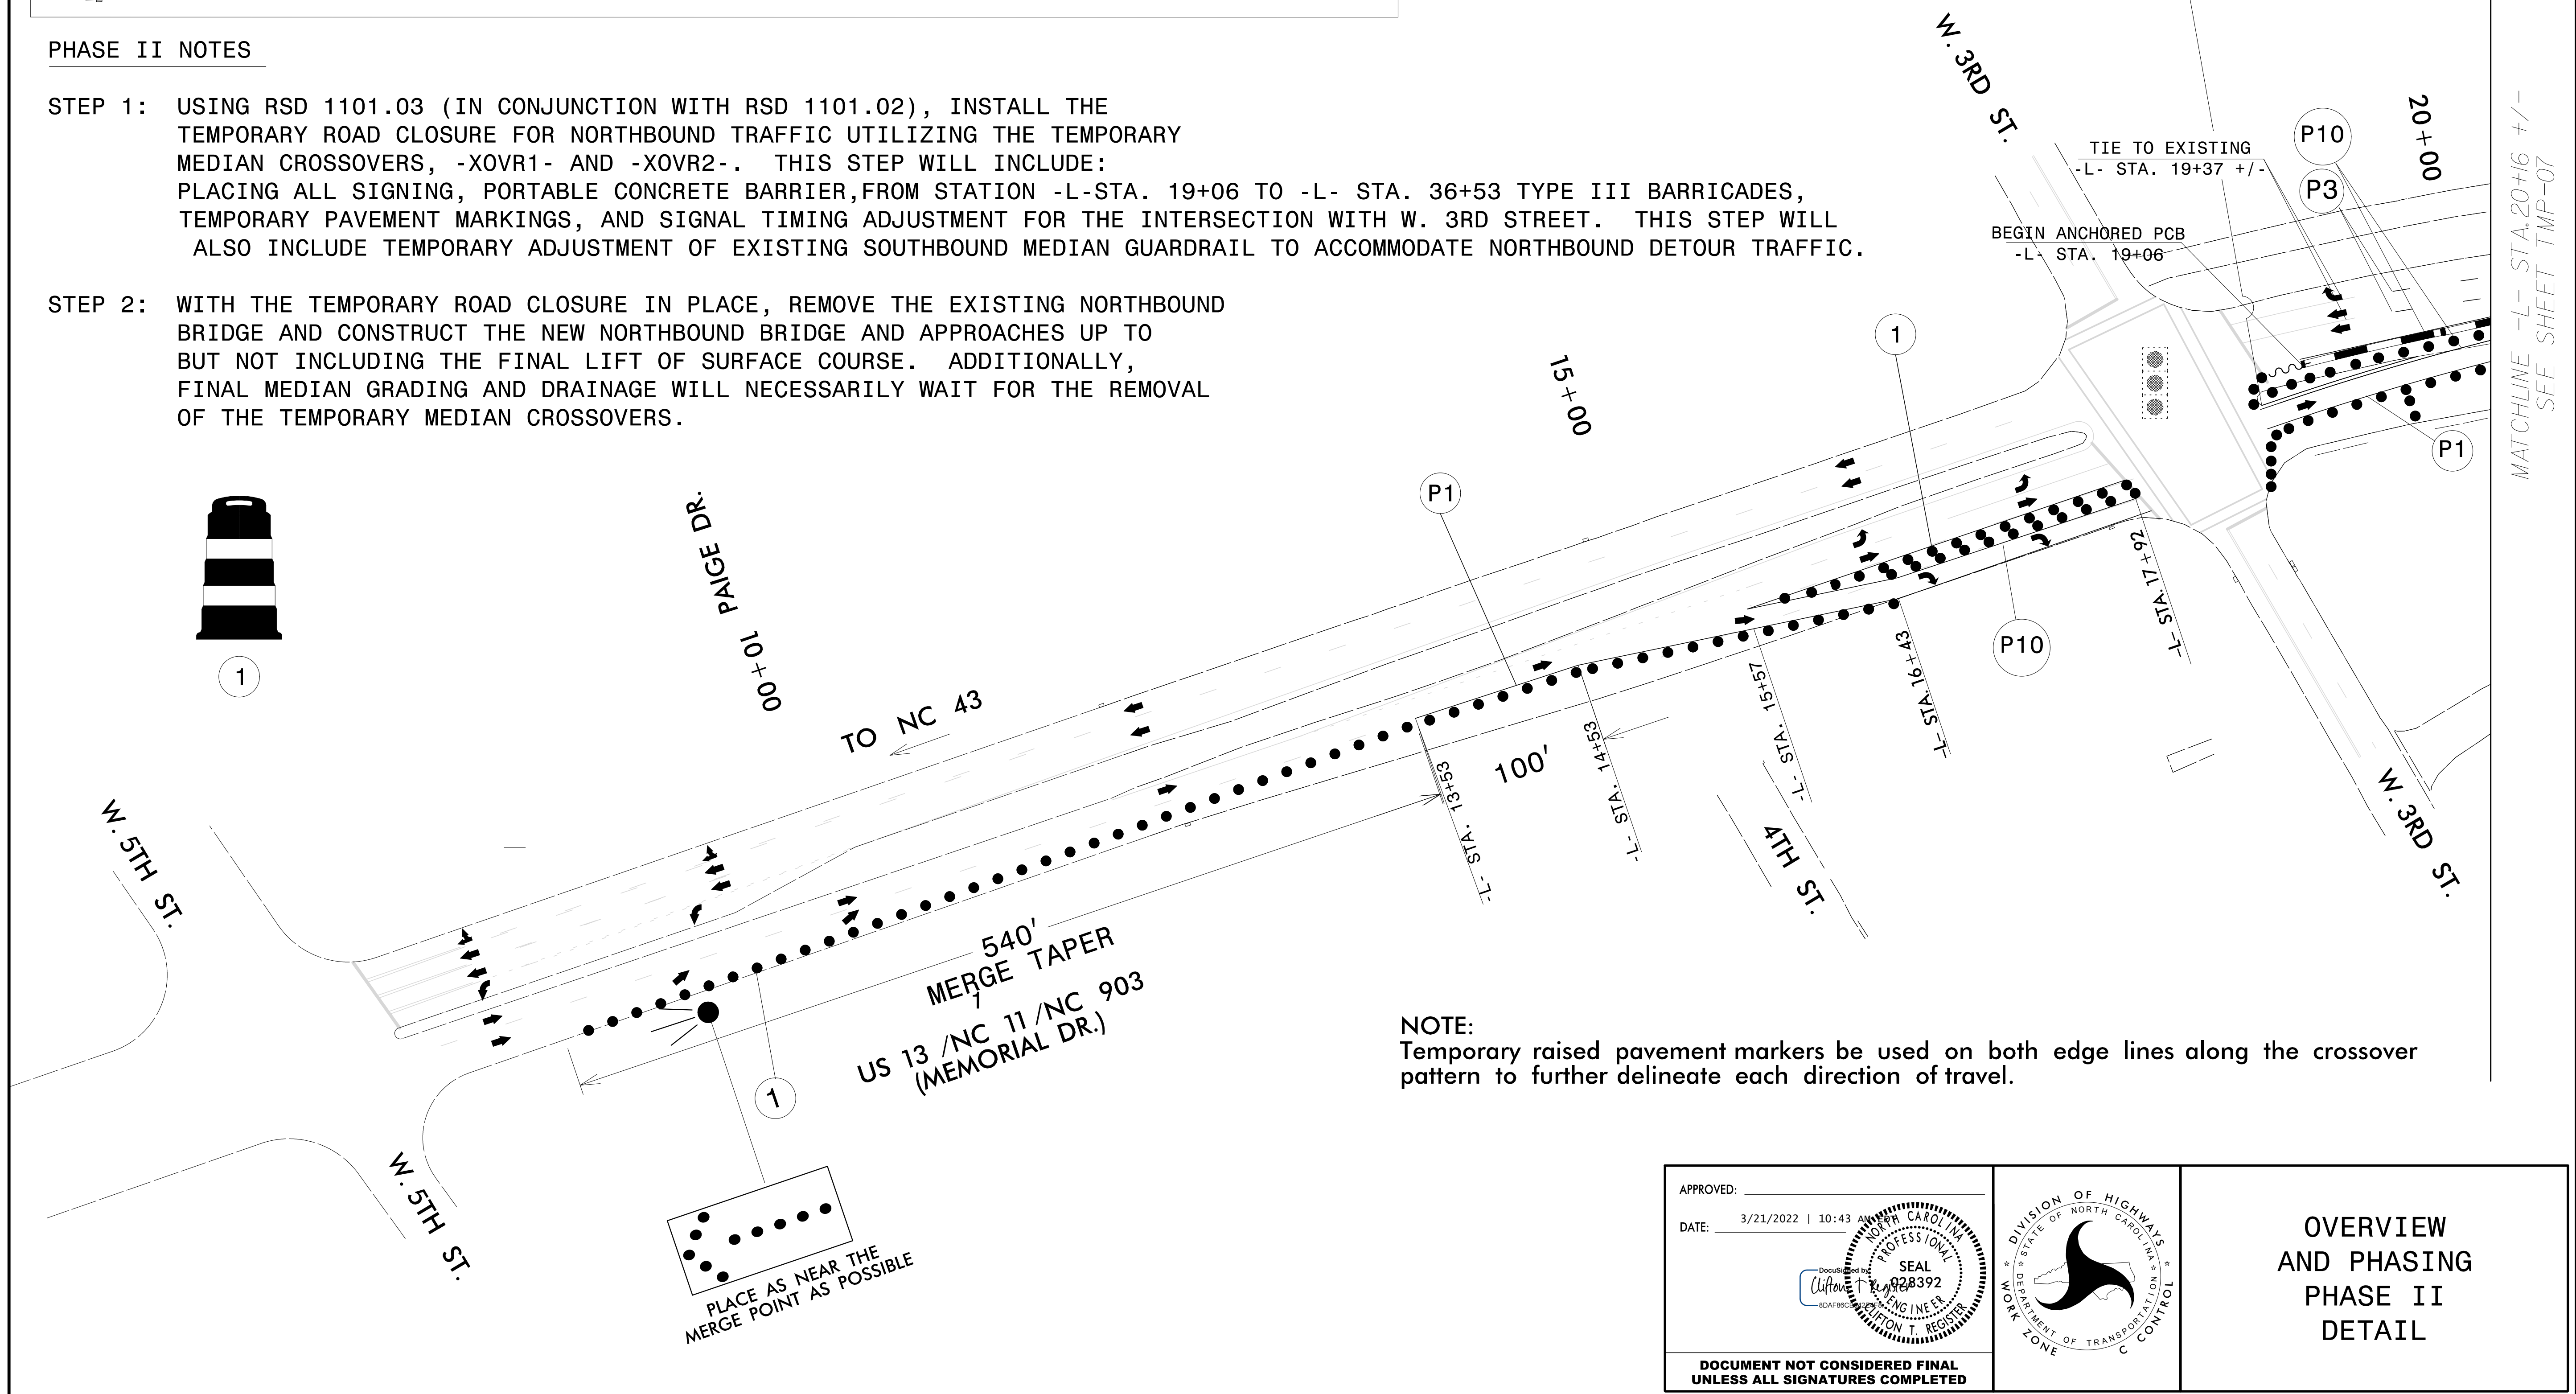 PHASE II NOTES
STEP 1: USING RSD 1101.03 (IN CONJUNCTION WITH RSD 1101.02), INSTALL THE
TEMPORARY ROAD CLOSURE FOR NORTHBOUND TRAFFIC UTILIZING THE TEMPORARY
MEDIAN CROSSOVERS, -XOVR1- AND -XOVR2-. THIS STEP WILL INCLUDE:
PLACING ALL SIGNING, PORTABLE CONCRETE BARRIER,FROM STATION -L-STA. 19+06 TO -L- STA. 36+53 TYPE III BARRICADES,
TEMPORARY PAVEMENT MARKINGS, AND SIGNAL TIMING ADJUSTMENT FOR THE INTERSECTION WITH W. 3RD STREET. THIS STEP WILL
ALSO INCLUDE TEMPORARY ADJUSTMENT OF EXISTING SOUTHBOUND MEDIAN GUARDRAIL TO ACCOMMODATE NORTHBOUND DETOUR TRAFFIC.
STEP 2: WITH THE TEMPORARY ROAD CLOSURE IN PLACE, REMOVE THE EXISTING NORTHBOUND
BRIDGE AND CONSTRUCT THE NEW NORTHBOUND BRIDGE AND APPROACHES UP TO
BUT NOT INCLUDING THE FINAL LIFT OF SURFACE COURSE. ADDITIONALLY,
FINAL MEDIAN GRADING AND DRAINAGE WILL NECESSARILY WAIT FOR THE REMOVAL
OF THE TEMPORARY MEDIAN CROSSOVERS.
W. 3RD ST.
TIE TO EXISTING
-L- STA. 19+37 +/-
P10
P3
20+00
BEGIN ANCHORED PCB
-L- STA. 19+06
MATCHLINE -L- STA.20+16 +/-
SEE SHEET TMP-07
1
15+00
P1
P1
1
PAIGE DR.
10+00
TO NC 43
-L- STA. 17+92
P10
-L- STA. 16+43
-L- STA. 15+57
-L- STA. 14+53
100'
-L- STA. 13+53
4TH ST.
W. 3RD ST.
W. 5TH ST.
540'
MERGE TAPER
1
US 13 /NC 11 /NC 903
(MEMORIAL DR.)
1
W. 5TH ST.
PLACE AS NEAR THE
MERGE POINT AS POSSIBLE
NOTE:
Temporary raised pavement markers be used on both edge lines along the crossover
pattern to further delineate each direction of travel.
APPROVED:
DATE: 3/21/2022 | 10:43 AM
DocuSigned by
Clifton T Register
NORTH CAROLINA
PROFESSIONAL
SEAL
028392
ENGINEER
CLIFTON T. REGISTER
DOCUMENT NOT CONSIDERED FINAL
UNLESS ALL SIGNATURES COMPLETED
DIVISION OF HIGHWAYS
STATE OF NORTH CAROLINA
DEPARTMENT OF TRANSPORTATION
WORK ZONE
C CONTROL
OVERVIEW
AND PHASING
PHASE II
DETAIL